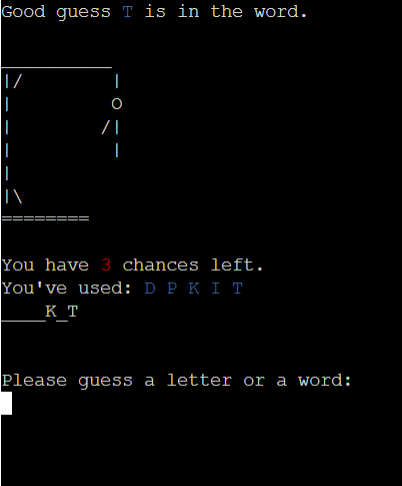 Good guess T is in the word.
___________
|/        |
|         O
|        /|
|         |
|
|\
========
You have 3 chances left.
You've used: D P K I T
____K_T
Please guess a letter or a word: